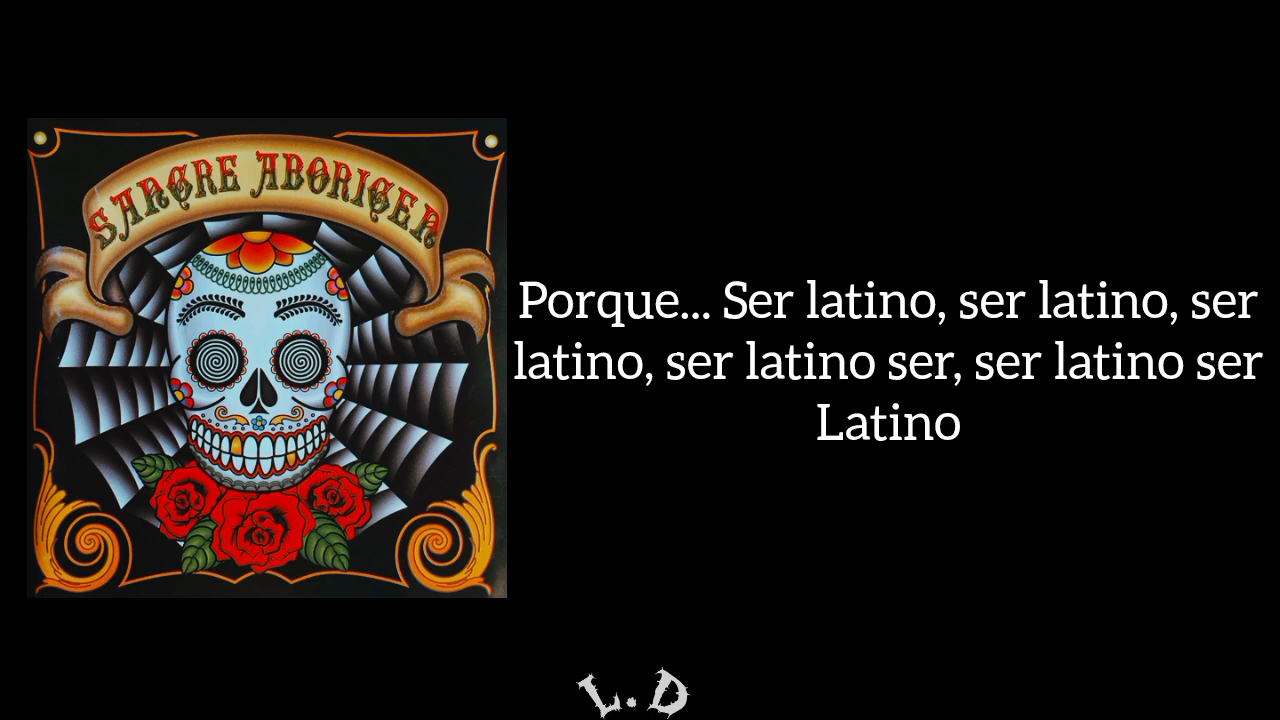 SANGRE ABORIGEN
Porque... Ser latino, ser latino, ser
latino, ser latino ser, ser latino ser
Latino
L.D